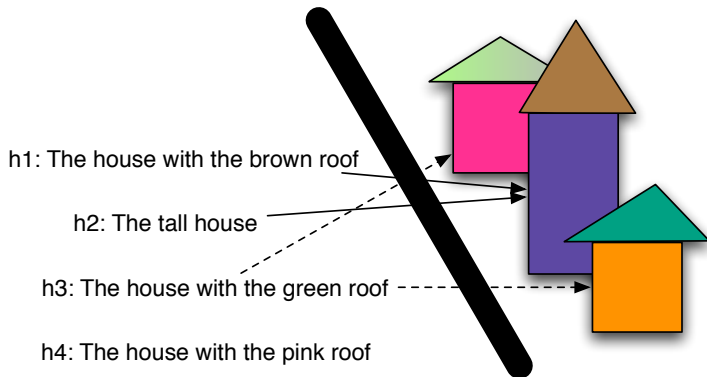 h1: The house with the brown roof
h2: The tall house
h3: The house with the green roof
h4: The house with the pink roof